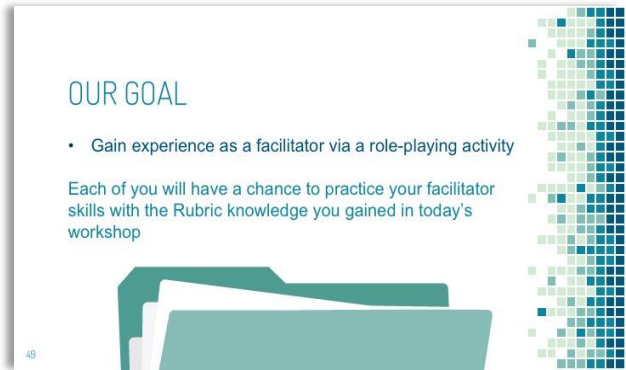 OUR GOAL
• Gain experience as a facilitator via a role-playing activity
Each of you will have a chance to practice your facilitator
skills with the Rubric knowledge you gained in today's
workshop
49